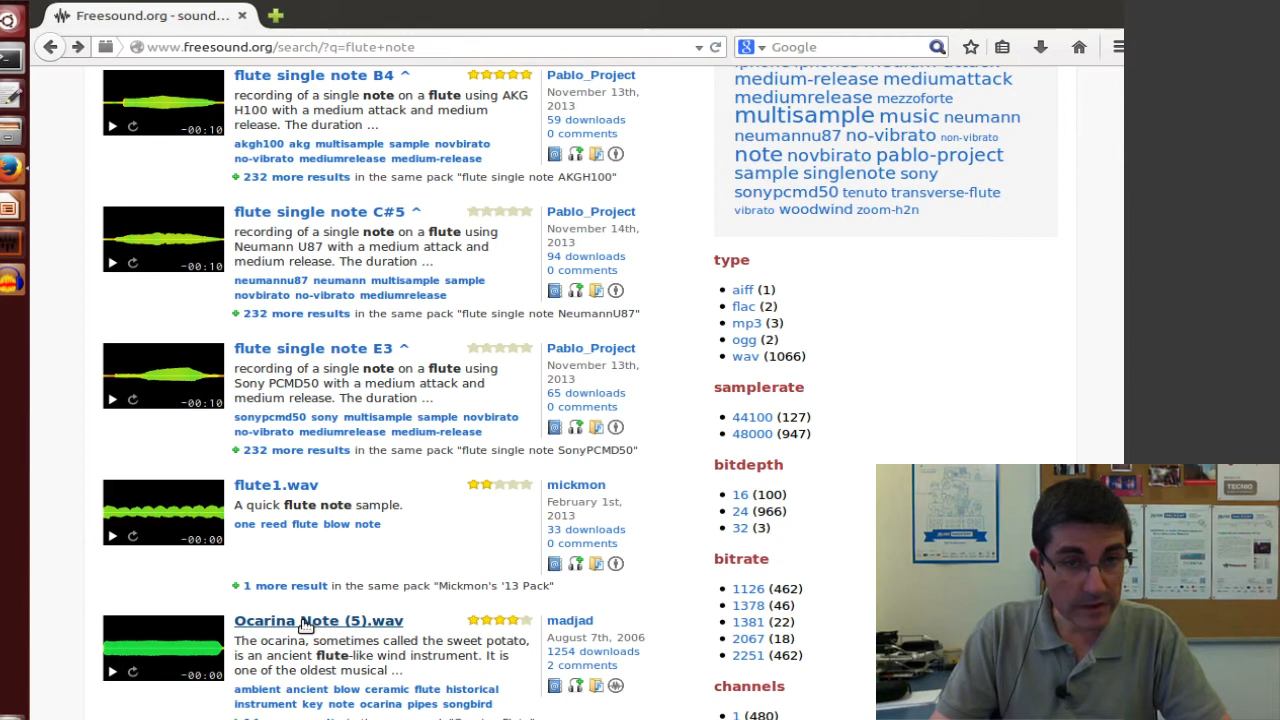 Freesound.org - sound...
www.freesound.org/search/?q=flute+note
Google
flute single note B4 ^
Pablo_Project
recording of a single note on a flute using AKG
H100 with a medium attack and medium
release. The duration ...
November 13th,
2013
59 downloads
0 comments
akgh100 akg multisample sample novibrato
no-vibrato mediumrelease medium-release
232 more results in the same pack "flute single note AKGH100"
-00:10
flute single note C#5 ^
Pablo_Project
recording of a single note on a flute using
Neumann U87 with a medium attack and
medium release. The duration ...
November 14th,
2013
94 downloads
0 comments
neumannu87 neumann multisample sample
novibrato no-vibrato mediumrelease
232 more results in the same pack "flute single note NeumannU87"
-00:10
flute single note E3 ^
Pablo_Project
recording of a single note on a flute using
Sony PCMD50 with a medium attack and
medium release. The duration ...
November 13th,
2013
65 downloads
0 comments
sonypcmd50 sony multisample sample novibrato
no-vibrato mediumrelease medium-release
232 more results in the same pack "flute single note SonyPCMD50"
-00:10
flute1.wav
mickmon
A quick flute note sample.
February 1st,
2013
33 downloads
0 comments
one reed flute blow note
1 more result in the same pack "Mickmon's '13 Pack"
-00:00
Ocarina Note (5).wav
madjad
The ocarina, sometimes called the sweet potato,
is an ancient flute-like wind instrument. It is
one of the oldest musical ...
August 7th, 2006
1254 downloads
2 comments
ambient ancient blow ceramic flute historical
instrument key note ocarina pipes songbird
-00:00
medium-release mediumattack
mediumrelease mezzoforte
multisample music neumann
neumannu87 no-vibrato non-vibrato
note novibrato pablo-project
sample singlenote sony
sonypcmd50 tenuto transverse-flute
vibrato woodwind zoom-h2n
type
aiff (1)
flac (2)
mp3 (3)
ogg (2)
wav (1066)
samplerate
44100 (127)
48000 (947)
bitdepth
16 (100)
24 (966)
32 (3)
bitrate
1126 (462)
1378 (46)
1381 (22)
2067 (18)
2251 (462)
channels
1 (480)
TECNIO